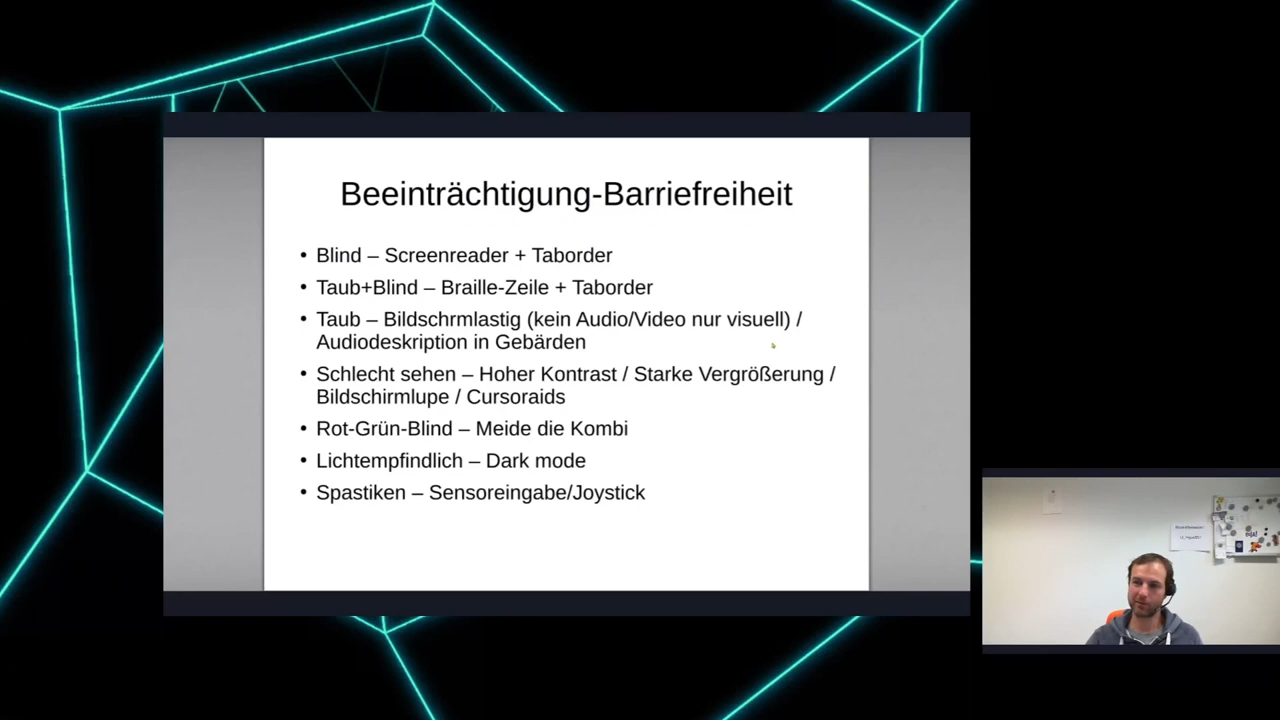 Beeinträchtigung-Barriefreiheit
• Blind – Screenreader + Taborder
• Taub+Blind – Braille-Zeile + Taborder
• Taub – Bildschrmlastig (kein Audio/Video nur visuell) /
Audiodeskription in Gebärden
• Schlecht sehen – Hoher Kontrast / Starke Vergrößerung /
Bildschirmlupe / Cursoraids
• Rot-Grün-Blind – Meide die Kombi
• Lichtempfindlich – Dark mode
• Spastiken – Sensoreingabe/Joystick